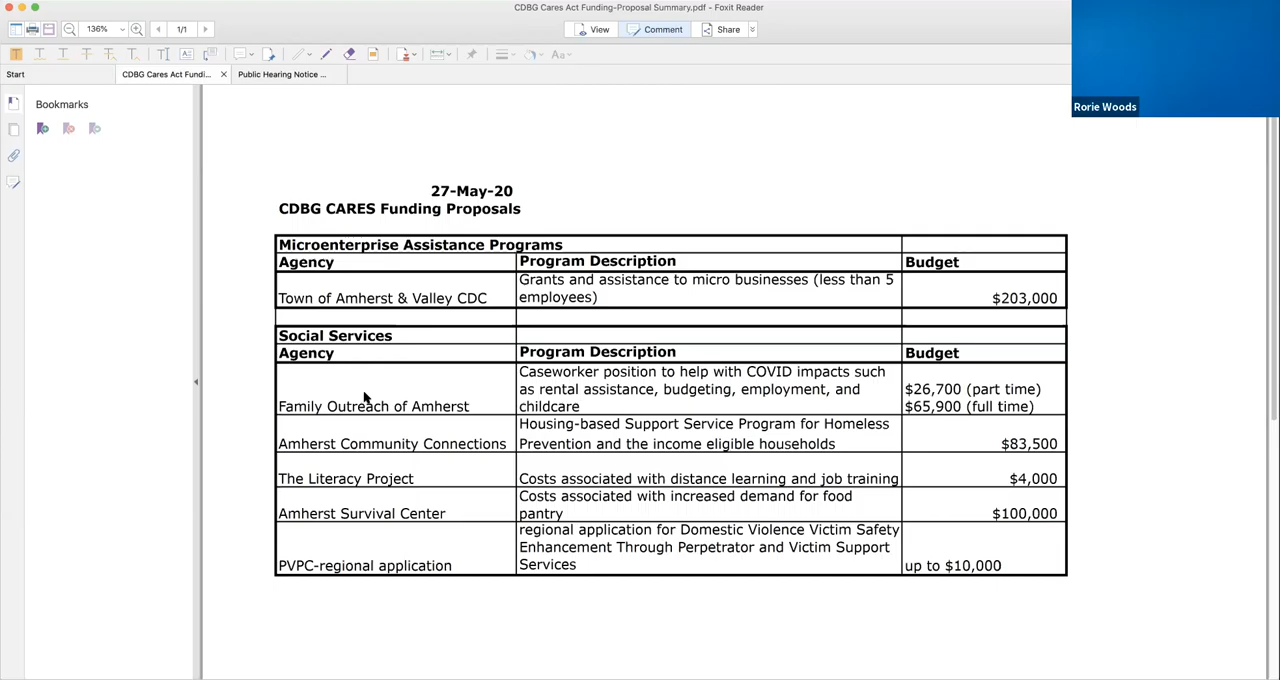 CDBG Cares Act Funding-Proposal Summary.pdf - Foxit Reader
136%
1/1
View
Comment
Share
Start
CDBG Cares Act Fundi...
Public Hearing Notice ...
Bookmarks
Rorie Woods
27-May-20
CDBG CARES Funding Proposals
Microenterprise Assistance Programs
Agency Program Description Budget
Grants and assistance to micro businesses (less than 5
Town of Amherst & Valley CDC employees) $203,000
Social Services
Agency Program Description Budget
Caseworker position to help with COVID impacts such
as rental assistance, budgeting, employment, and $26,700 (part time)
Family Outreach of Amherst childcare $65,900 (full time)
Housing-based Support Service Program for Homeless
Amherst Community Connections Prevention and the income eligible households $83,500
The Literacy Project Costs associated with distance learning and job training $4,000
Costs associated with increased demand for food
Amherst Survival Center pantry $100,000
regional application for Domestic Violence Victim Safety
Enhancement Through Perpetrator and Victim Support
PVPC-regional application Services up to $10,000